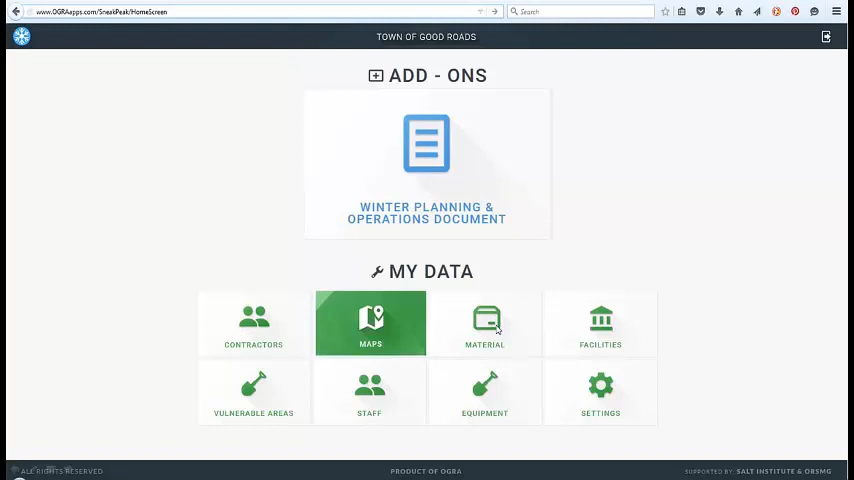 www.OGRAapps.com/SneakPeak/HomeScreen
Search
TOWN OF GOOD ROADS
ADD - ONS
WINTER PLANNING &
OPERATIONS DOCUMENT
MY DATA
CONTRACTORS
MAPS
MATERIAL
FACILITIES
VULNERABLE AREAS
STAFF
EQUIPMENT
SETTINGS
ALL RIGHTS RESERVED
PRODUCT OF OGRA
SUPPORTED BY: SALT INSTITUTE & ORSMG